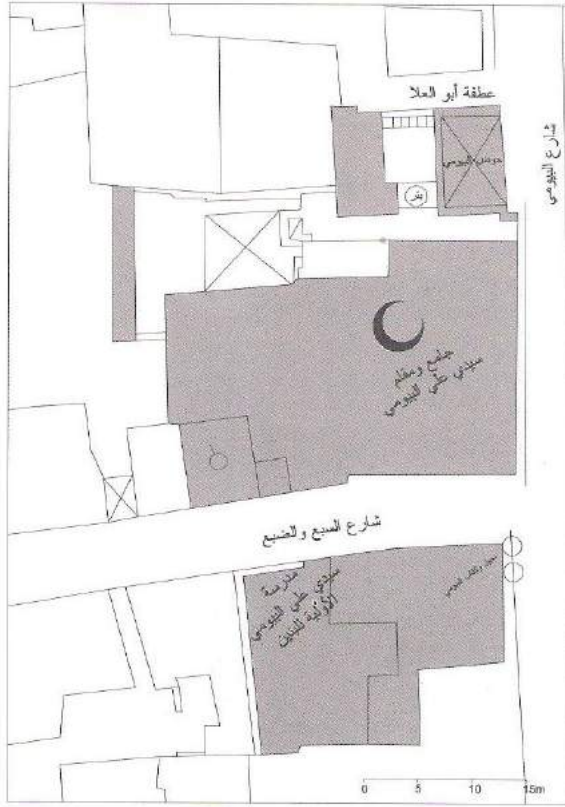 عطفة أبو العلا
شارع البيومي
حوض البيومي
بئر
جامع ومقام
سيدي علي البيومي
شارع السبع والضبع
مدرسة
سيدي علي البيومي
الأولية للبنين
البيومي
0 5 10 15m